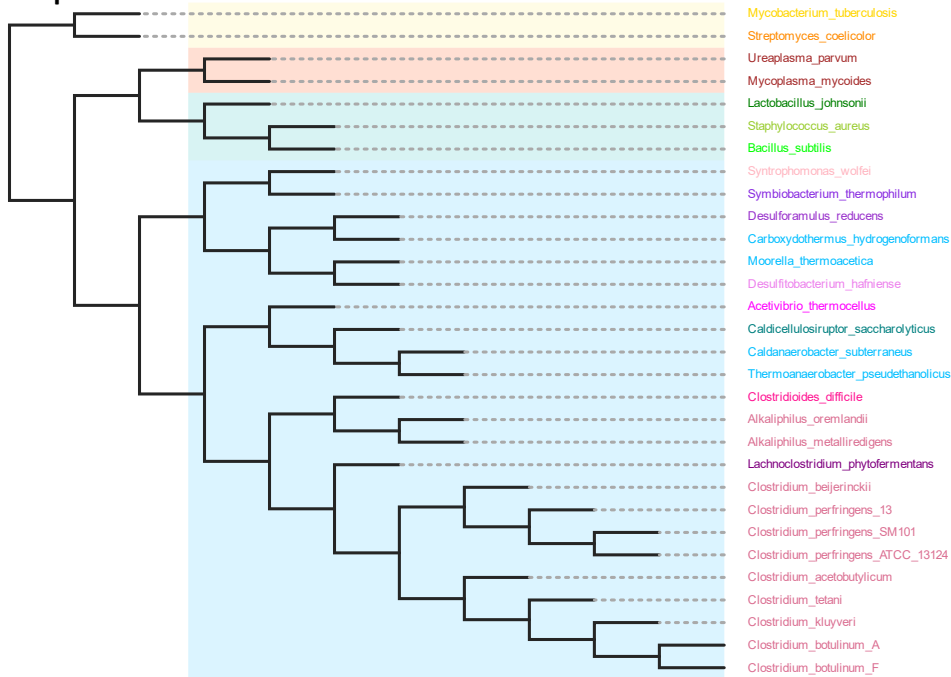 Mycobacterium_tuberculosis
Streptomyces_coelicolor
Ureaplasma_parvum
Mycoplasma_mycoides
Lactobacillus_johnsonii
Staphylococcus_aureus
Bacillus_subtilis
Syntrophomonas_wolfei
Symbiobacterium_thermophilum
Desulforamulus_reducens
Carboxydothermus_hydrogenoformans
Moorella_thermoacetica
Desulfitobacterium_hafniense
Acetivibrio_thermocellus
Caldicellulosiruptor_saccharolyticus
Caldanaerobacter_subterraneus
Thermoanaerobacter_pseudethanolicus
Clostridioides_difficile
Alkaliphilus_oremlandii
Alkaliphilus_metalliredigens
Lachnoclostridium_phytofermentans
Clostridium_beijerinckii
Clostridium_perfringens_13
Clostridium_perfringens_SM101
Clostridium_perfringens_ATCC_13124
Clostridium_acetobutylicum
Clostridium_tetani
Clostridium_kluyveri
Clostridium_botulinum_A
Clostridium_botulinum_F